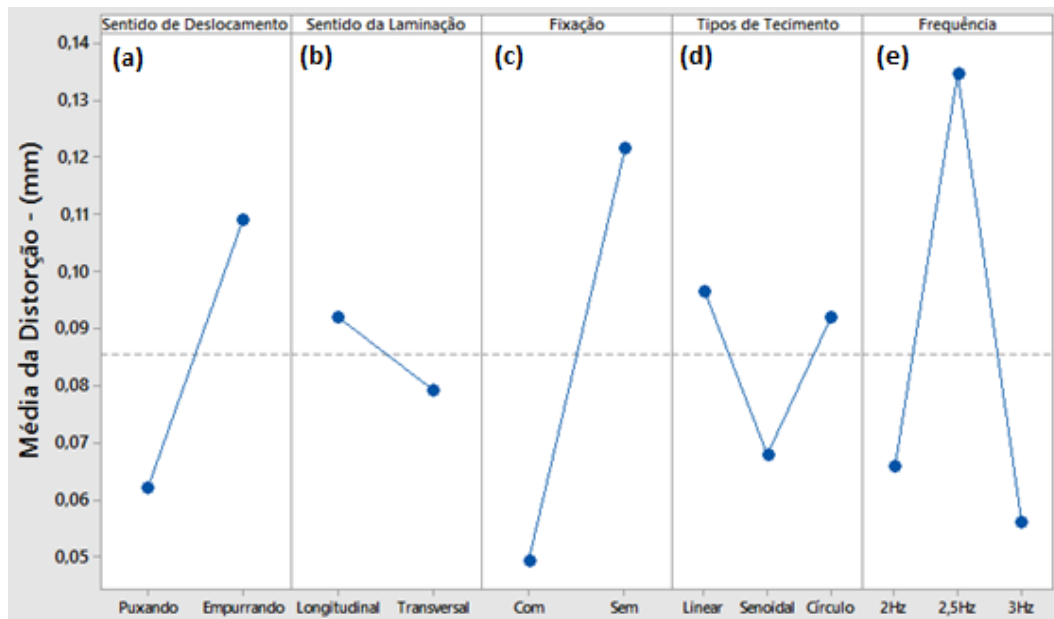 Sentido de Deslocamento Sentido da Laminação Fixação Tipos de Tecimento Frequência
(a) (b) (c) (d) (e)
Média da Distorção - (mm)
0,14
0,13
0,12
0,11
0,10
0,09
0,08
0,07
0,06
0,05
Puxando Empurrando Longitudinal Transversal Com Sem Linear Senoidal Círculo 2Hz 2,5Hz 3Hz